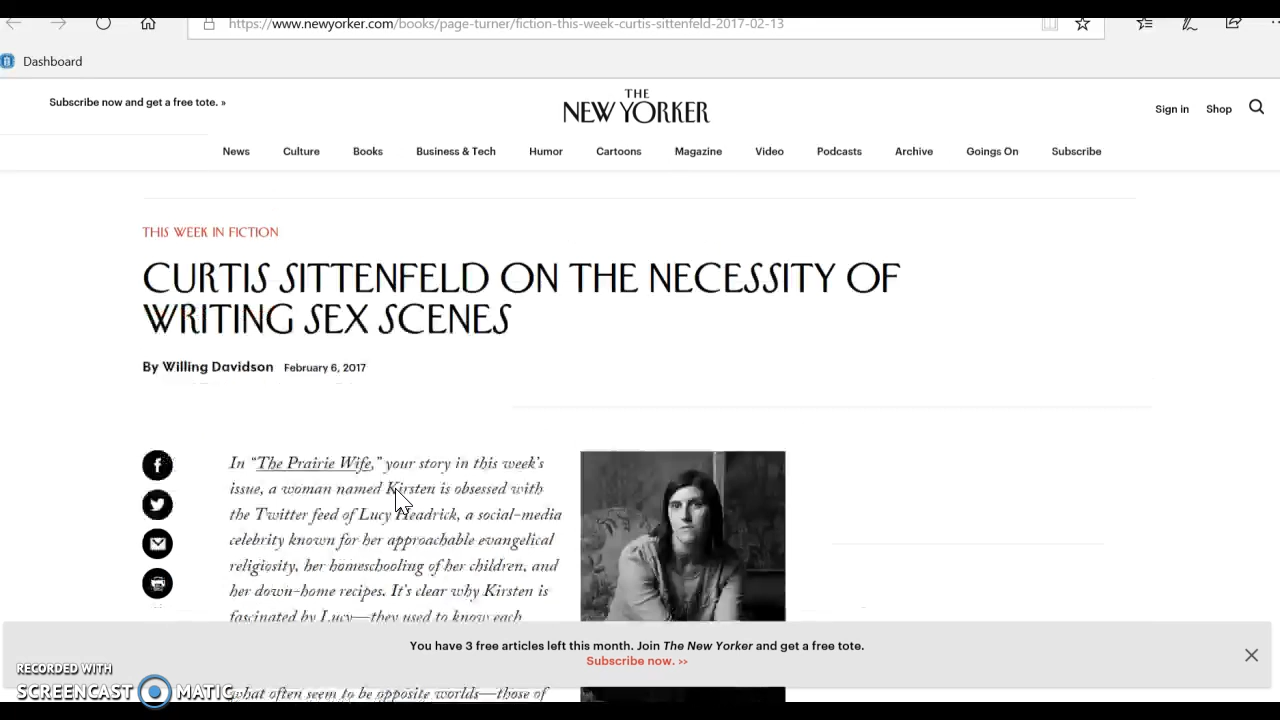 https://www.newyorker.com/books/page-turner/fiction-this-week-curtis-sittenfeld-2017-02-13
Dashboard
Subscribe now and get a free tote. »
THE
NEW YORKER
Sign in Shop
News Culture Books Business & Tech Humor Cartoons Magazine Video Podcasts Archive Goings On Subscribe
THIS WEEK IN FICTION
CURTIS SITTENFELD ON THE NECESSITY OF
WRITING SEX SCENES
By Willing Davidson February 6, 2017
In “The Prairie Wife,” your story in this week’s
issue, a woman named Kirsten is obsessed with
the Twitter feed of Lucy Headrick, a social-media
celebrity known for her approachable evangelical
religiosity, her homeschooling of her children, and
her down-home recipes. It’s clear why Kirsten is
fascinated by Lucy—they used to know each
You have 3 free articles left this month. Join The New Yorker and get a free tote.
Subscribe now. >>
what often seem to be opposite worlds—those of
RECORDED WITH
SCREENCAST MATIC